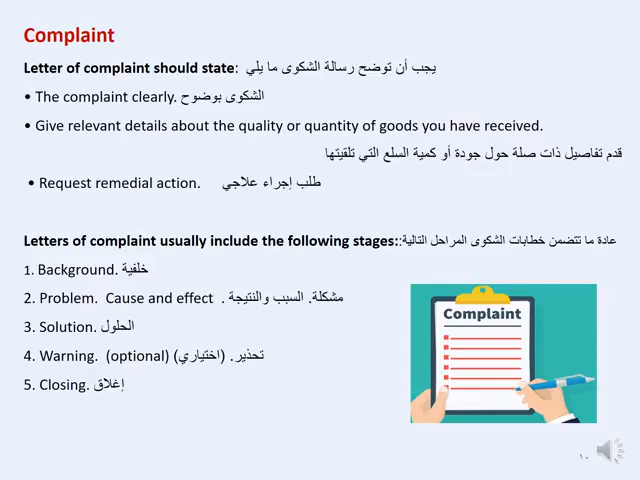 Complaint
Letter of complaint should state: يجب أن توضح رسالة الشكوى ما يلي
• The complaint clearly. الشكوى بوضوح
• Give relevant details about the quality or quantity of goods you have received.
قدم تفاصيل ذات صلة حول جودة أو كمية السلع التي تلقيتها
• Request remedial action. طلب إجراء علاجي
Letters of complaint usually include the following stages: عادة ما تتضمن خطابات الشكوى المراحل التالية:
1. Background. خلفية
2. Problem. Cause and effect . مشكلة. السبب والنتيجة
Complaint
3. Solution. الحلول
4. Warning. (optional) تحذير. (اختياري)
5. Closing. إغلاق
١٠